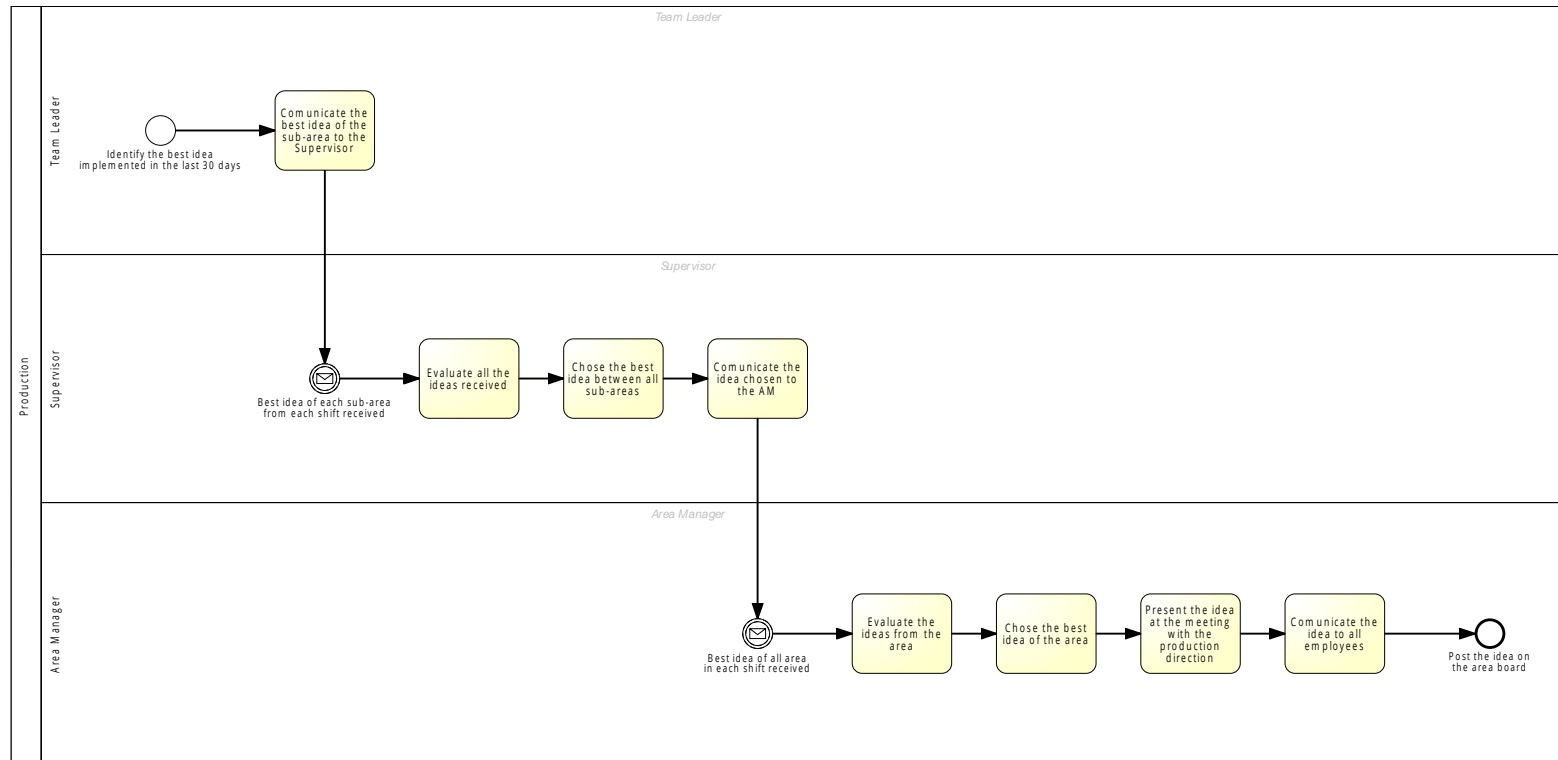 Production
Team Leader
Team Leader
Identify the best idea
implemented in the last 30 days
Comunicate the
best idea of the
sub-area to the
Supervisor
Supervisor
Supervisor
Best idea of each sub-area
from each shift received
Evaluate all the
ideas received
Chose the best
idea between all
sub-areas
Comunicate the
idea chosen to
the AM
Area Manager
Area Manager
Best idea of all area
in each shift received
Evaluate the
ideas from the
area
Chose the best
idea of the area
Present the idea
at the meeting
with the
production
direction
Comunicate the
idea to all
employees
Post the idea on
the area board